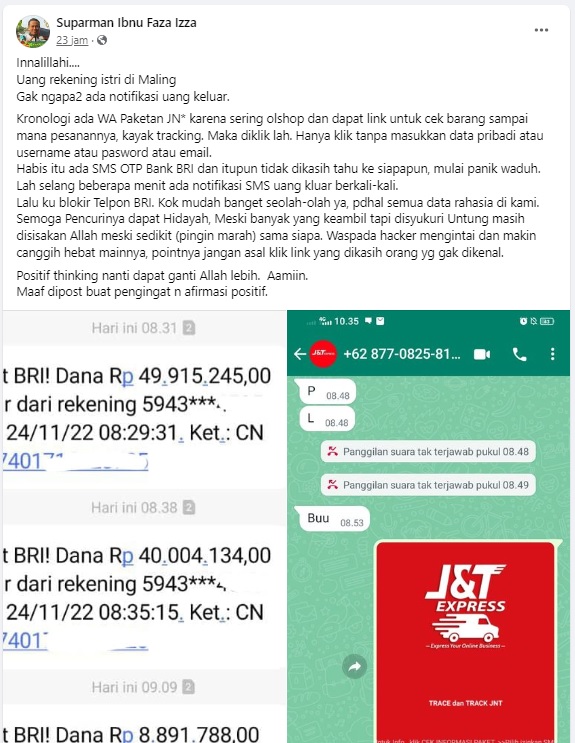 Suparman Ibnu Faza Izza
23 jam ·
Innalillahi....
Uang rekening istri di Maling
Gak ngapa2 ada notifikasi uang keluar.
Kronologi ada WA Paketan JN* karena sering olshop dan dapat link untuk cek barang sampai
mana pesanannya, kayak tracking. Maka diklik lah. Hanya klik tanpa masukkan data pribadi atau
username atau pasword atau email.
Habis itu ada SMS OTP Bank BRI dan itupun tidak dikasih tahu ke siapapun, mulai panik waduh.
Lah selang beberapa menit ada notifikasi SMS uang kluar berkali-kali.
Lalu ku blokir Telpon BRI. Kok mudah banget seolah-olah ya, pdhal semua data rahasia di kami.
Semoga Pencurinya dapat Hidayah, Meski banyak yang keambil tapi disyukuri Untung masih
disisakan Allah meski sedikit (pingin marah) sama siapa. Waspada hacker mengintai dan makin
canggih hebat mainnya, pointnya jangan asal klik link yang dikasih orang yg gak dikenal.
Positif thinking nanti dapat ganti Allah lebih. Aamiin.
Maaf dipost buat pengingat n afirmasi positif.
Hari ini 08.31 2
t BRI! Dana Rp 49.915.245,00
r dari rekening 5943***
24/11/22 08:29:31. Ket.: CN
Hari ini 08.38 2
t BRI! Dana Rp 40.004.134,00
r dari rekening 5943***
24/11/22 08:35:15. Ket.: CN
Hari ini 09.09 2
t BRI! Dana Rp 8.891.788,00
4G 10.35
J&T EXPRESS +62 877-0825-81...
P 08.48
L 08.48
Panggilan suara tak terjawab pukul 08.48
Panggilan suara tak terjawab pukul 08.49
Buu 08.53
J&T
EXPRESS
Express Your Online Business
TRACE dan TRACK JNT